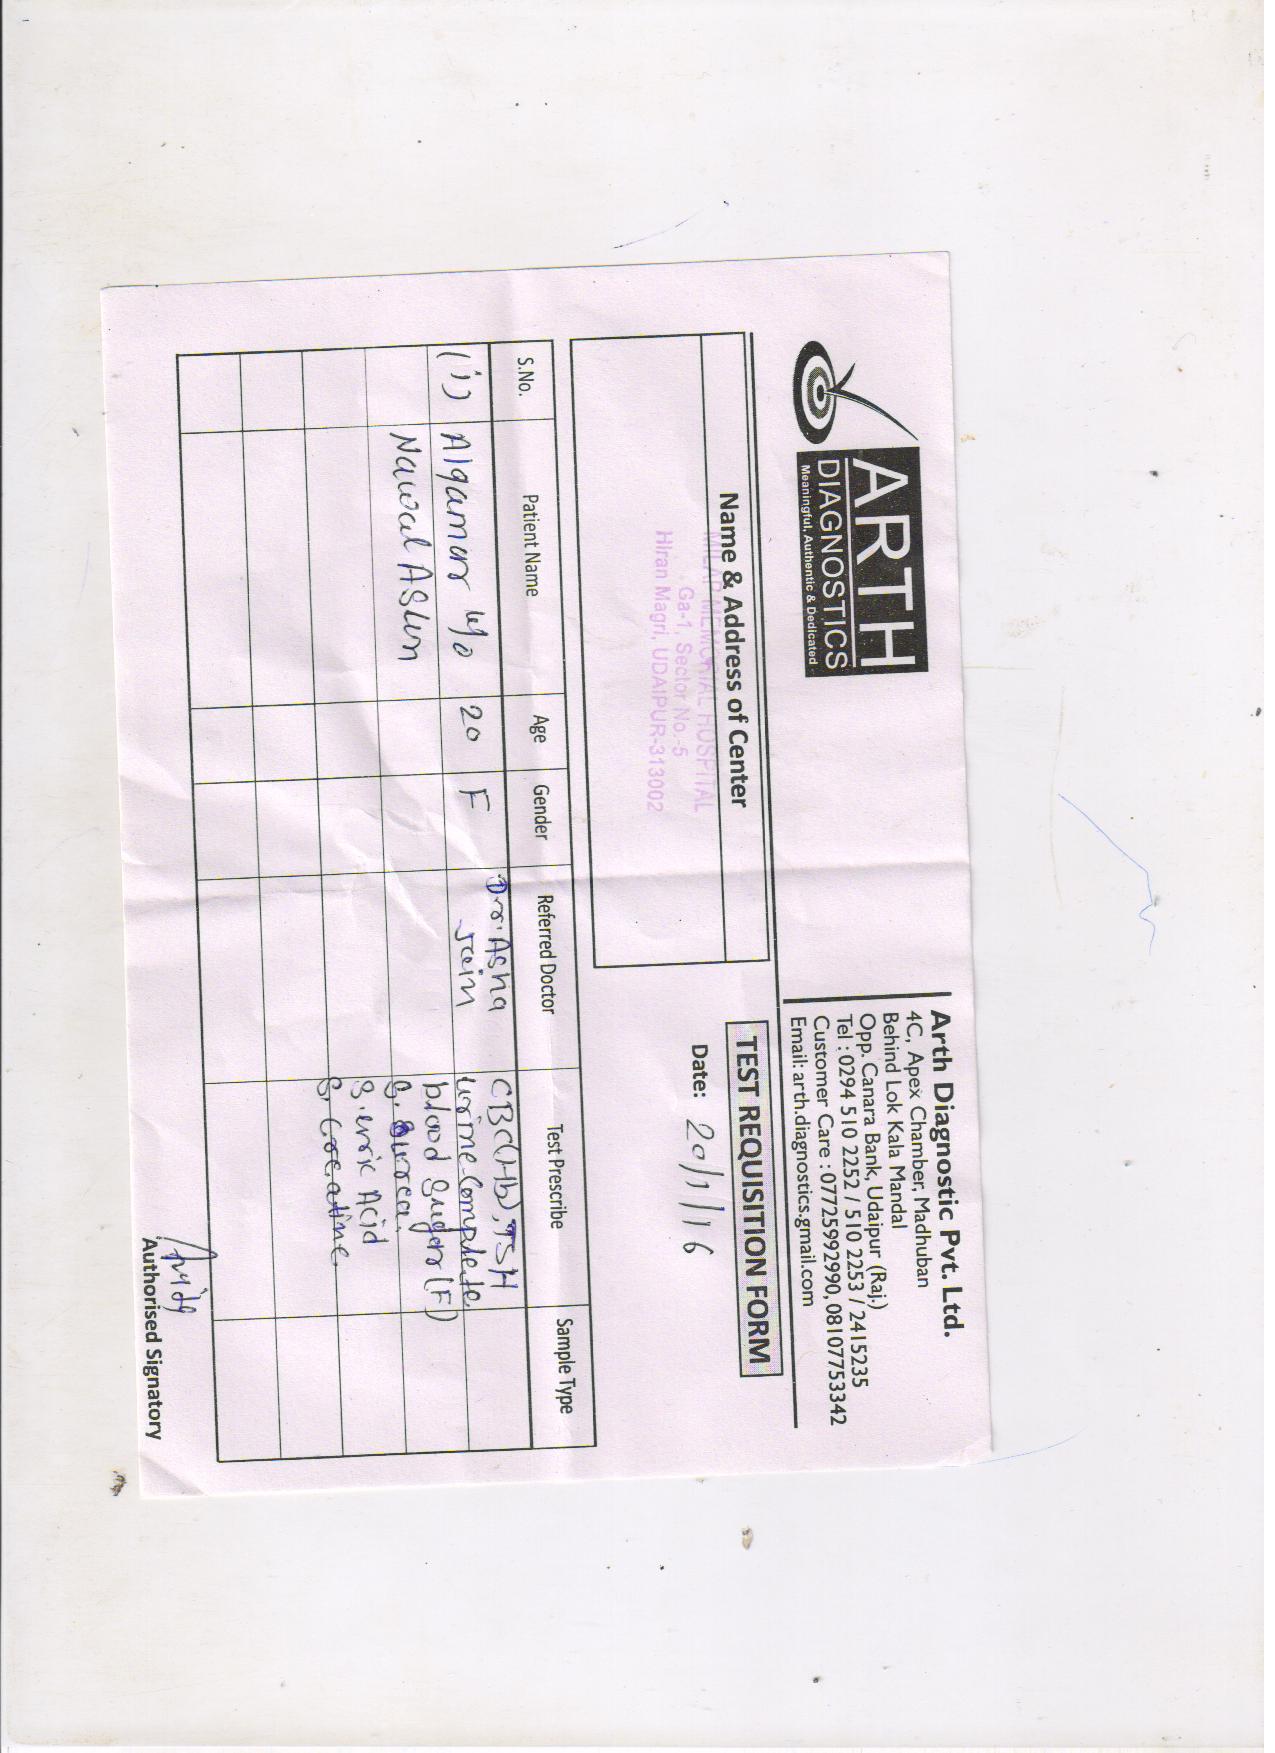 ARTH
DIAGNOSTICS
Meaningful, Authentic & Dedicated
Arth Diagnostic Pvt. Ltd.
4C, Apex Chamber, Madhuban
Behind Lok Kala Mandal
Opp. Canara Bank, Udaipur (Raj.)
Tel : 0294 510 2252 / 510 2253 / 2415235
Customer Care : 07725992990, 08107753342
Email: arth.diagnostics.gmail.com
Name & Address of Center
MILAP MEMORIAL HOSPITAL
Ga-1, Sector No.-5
Hiran Magri, UDAIPUR-313002
TEST REQUISITION FORM
Date: 20/1/16
S.No. Patient Name Age Gender Referred Doctor Test Prescribe Sample Type
(1) Alqamar w/o 20 F Dr. Asha CBC(Hb), TSH
Nawal Jain urine complete
blood suger (F)
S. urea
S. uric Acid
S. Creatine
Authorised Signatory